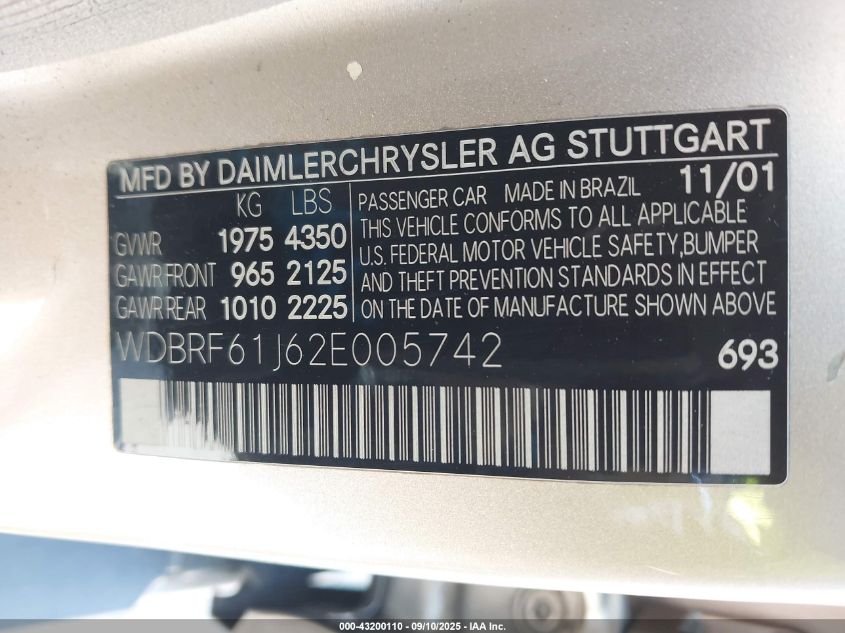 MFD BY DAIMLERCHRYSLER AG STUTTGART
KG LBS
GVWR 1975 4350
GAWR FRONT 965 2125
GAWR REAR 1010 2225
PASSENGER CAR MADE IN BRAZIL 11/01
THIS VEHICLE CONFORMS TO ALL APPLICABLE
U.S. FEDERAL MOTOR VEHICLE SAFETY, BUMPER
AND THEFT PREVENTION STANDARDS IN EFFECT
ON THE DATE OF MANUFACTURE SHOWN ABOVE
WDBRF61J62E005742 693
000-43200110 - 09/10/2025 - IAA Inc.